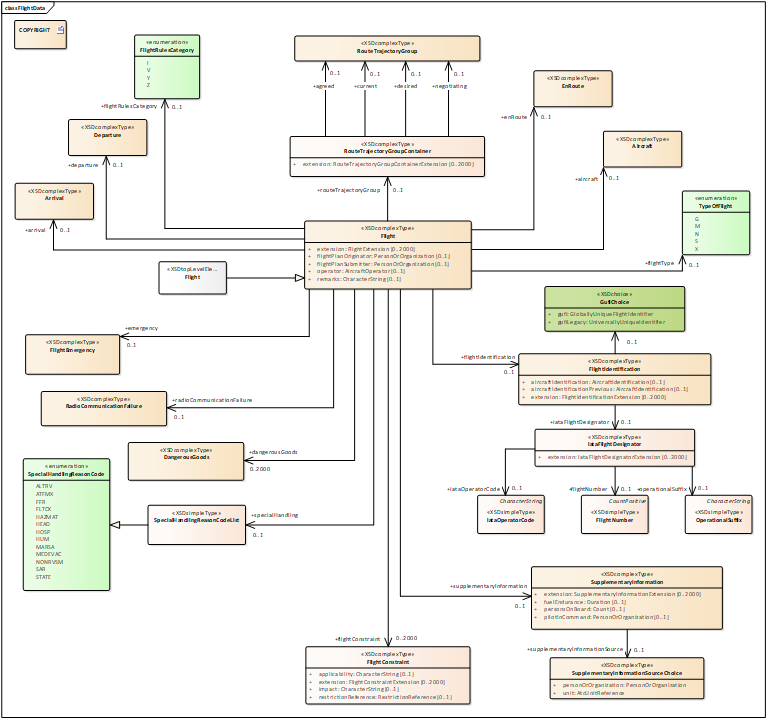 class FlightData
COPYRIGHT
«enumeration»
FlightRulesCategory
I
V
Y
Z
+flightRulesCategory 0..1
«XSDcomplexType»
RouteTrajectoryGroup
0..1 0..1 0..1 0..1
+agreed +current +desired +negotiating
«XSDcomplexType»
RouteTrajectoryGroupContainer
+ extension: RouteTrajectoryGroupContainerExtension [0..2000]
+routeTrajectoryGroup 0..1
«XSDcomplexType»
EnRoute
+enRoute 0..1
«XSDcomplexType»
Aircraft
+aircraft 0..1
«XSDcomplexType»
Departure
+departure 0..1
«XSDcomplexType»
Arrival
+arrival 0..1
«enumeration»
TypeOfFlight
G
M
N
S
X
+flightType 0..1
«XSDcomplexType»
Flight
+ extension: FlightExtension [0..2000]
+ flightPlanOriginator: PersonOrOrganization [0..1]
+ flightPlanSubmitter: PersonOrOrganization [0..1]
+ operator: AircraftOperator [0..1]
+ remarks: CharacterString [0..1]
«XSDtopLevelEle...
Flight
«XSDchoice»
GufiChoice
+ gufi: GloballyUniqueFlightIdentifier
+ gufiLegacy: UniversallyUniqueIdentifier
0..1
+emergency
0..1
«XSDcomplexType»
FlightEmergency
+flightIdentification
0..1
«XSDcomplexType»
FlightIdentification
+ aircraftIdentification: AircraftIdentification [0..1]
+ aircraftIdentificationPrevious: AircraftIdentification [0..1]
+ extension: FlightIdentificationExtension [0..2000]
«XSDcomplexType»
RadioCommunicationFailure
+radioCommunicationFailure
0..1
+iataFlightDesignator 0..1
«XSDcomplexType»
IataFlightDesignator
+ extension: IataFlightDesignatorExtension [0..2000]
«XSDcomplexType»
DangerousGoods
+dangerousGoods
0..2000
+iataOperatorCode 0..1
+flightNumber 0..1
+operationalSuffix 0..1
CharacterString
«XSDsimpleType»
IataOperatorCode
CountPositive
«XSDsimpleType»
FlightNumber
CharacterString
«XSDsimpleType»
OperationalSuffix
«enumeration»
SpecialHandlingReasonCode
ALTRV
ATFMX
FFR
FLTCK
HAZMAT
HEAD
HOSP
HUM
MARSA
MEDEVAC
NONRVSM
SAR
STATE
«XSDsimpleType»
SpecialHandlingReasonCodeList
+specialHandling
0..1
+supplementaryInformation
0..1
«XSDcomplexType»
SupplementaryInformation
+ extension: SupplementaryInformationExtension [0..2000]
+ fuelEndurance: Duration [0..1]
+ personsOnBoard: Count [0..1]
+ pilotInCommand: PersonOrOrganization [0..1]
+supplementaryInformationSource 0..1
«XSDcomplexType»
SupplementaryInformationSourceChoice
+ personOrOrganization: PersonOrOrganization
+ unit: AtcUnitReference
+flightConstraint 0..2000
«XSDcomplexType»
FlightConstraint
+ applicability: CharacterString [0..1]
+ extension: FlightConstraintExtension [0..2000]
+ impact: CharacterString [0..1]
+ restrictionReference: RestrictionReference [0..1]